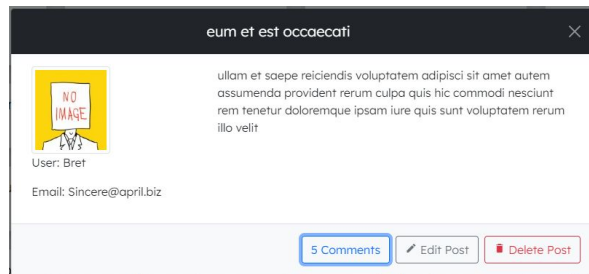 eum et est occaecati
NO
IMAGE
User: Bret
Email: Sincere@april.biz
ullam et saepe reiciendis voluptatem adipisci sit amet autem
assumenda provident rerum culpa quis hic commodi nesciunt
rem tenetur doloremque ipsam iure quis sunt voluptatem rerum
illo velit
5 Comments
Edit Post
Delete Post